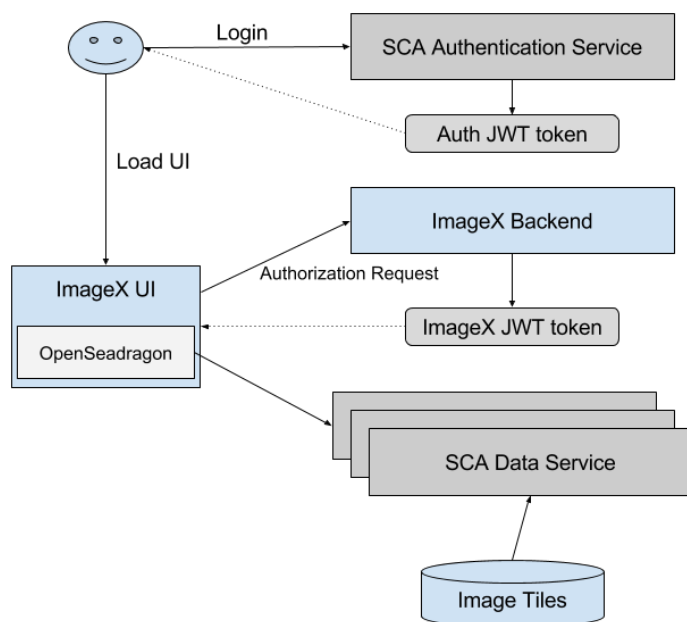 Login
SCA Authentication Service
Auth JWT token
Load UI
ImageX Backend
Authorization Request
ImageX UI
ImageX JWT token
OpenSeadragon
SCA Data Service
Image Tiles